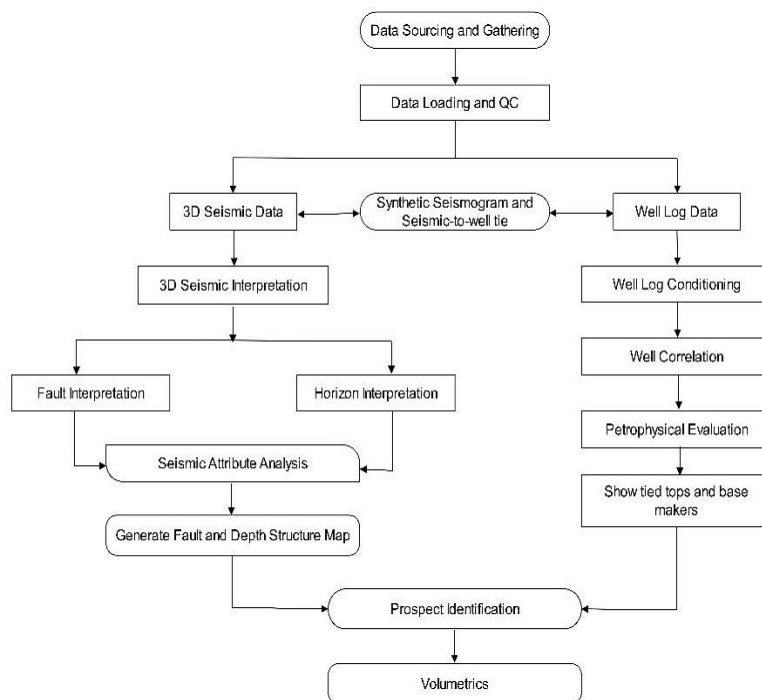 Data Sourcing and Gathering
Data Loading and QC
3D Seismic Data
Synthetic Seismogram and
Seismic-to-well tie
Well Log Data
3D Seismic Interpretation
Well Log Conditioning
Well Correlation
Fault Interpretation
Horizon Interpretation
Petrophysical Evaluation
Seismic Attribute Analysis
Show tied tops and base
makers
Generate Fault and Depth Structure Map
Prospect Identification
Volumetrics